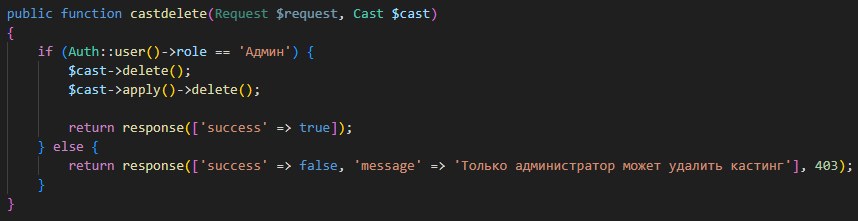 public function castdelete(Request $request, Cast $cast)
{
    if (Auth::user()->role == 'Админ') {
        $cast->delete();
        $cast->apply()->delete();

        return response(['success' => true]);
    } else {
        return response(['success' => false, 'message' => 'Только администратор может удалить кастинг'], 403);
    }
}